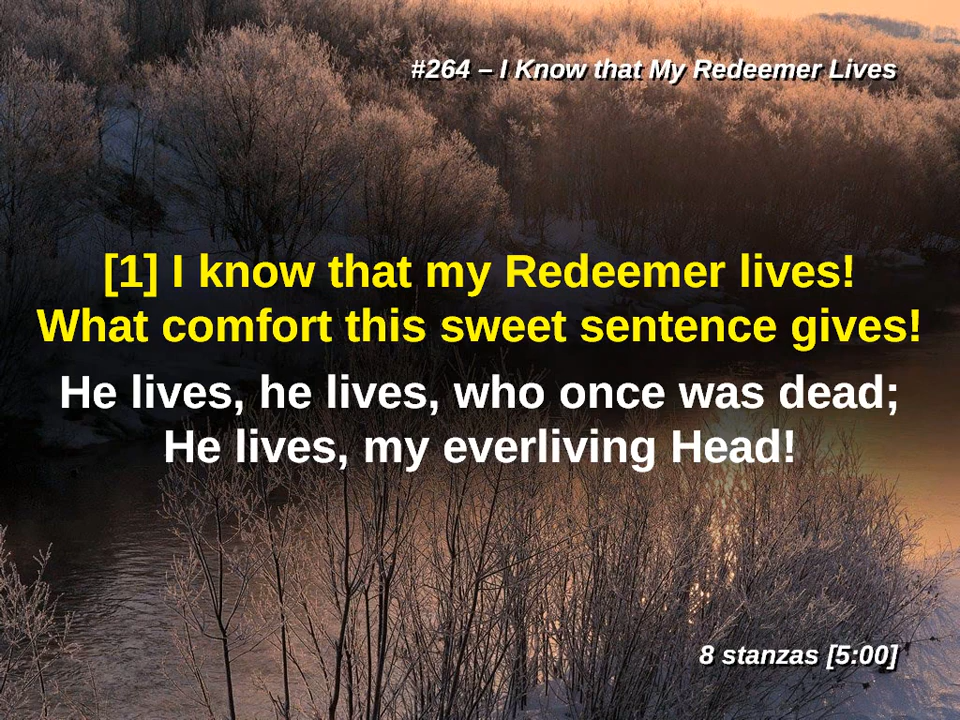 #264 – I Know that My Redeemer Lives
[1] I know that my Redeemer lives!
What comfort this sweet sentence gives!
He lives, he lives, who once was dead;
He lives, my everliving Head!
8 stanzas [5:00]